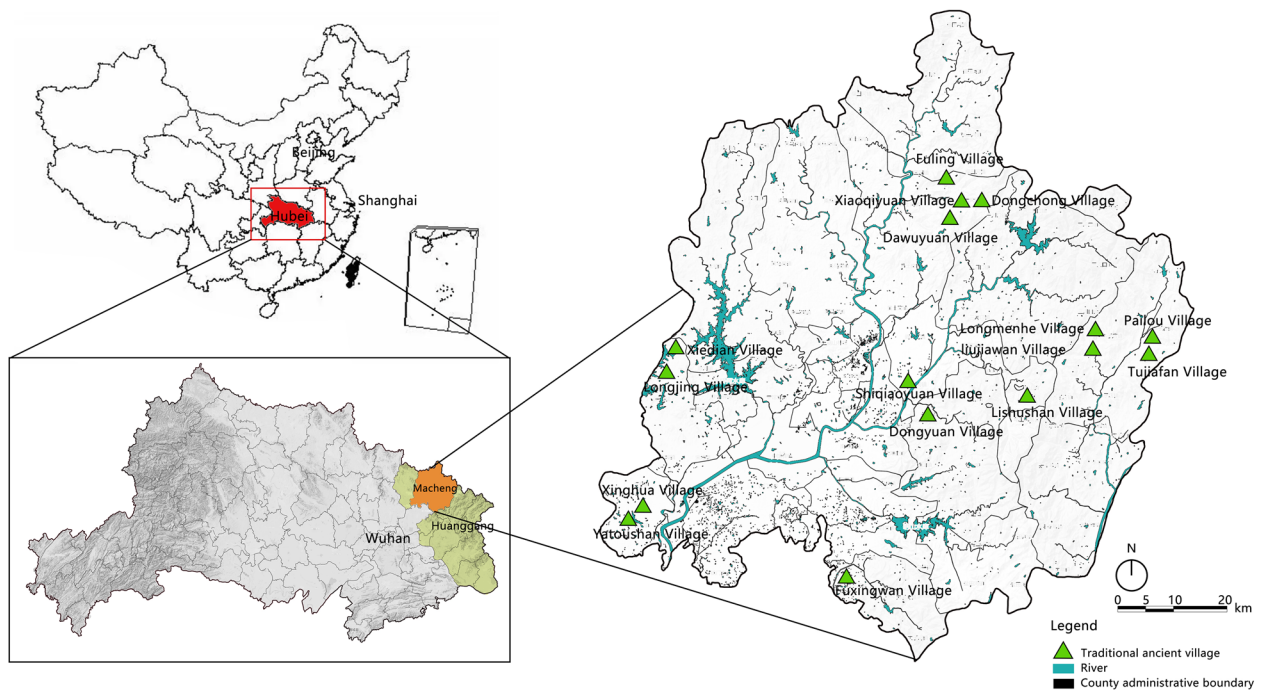 Beijing
Shanghai
Hubei
Macheng
Huanggang
Wuhan
Fuling Village
Xiaoqiyuan Village
Dongchong Village
Dawuyuan Village
Longmenhe Village
Pailou Village
Xiedian Village
liujiawan Village
Tujiafan Village
Longjing Village
Shiqiaoyuan Village
Lishushan Village
Dongyuan Village
Xinghua Village
Yatoushan Village
Fuxingwan Village
N
0 5 10 20 km
Legend
Traditional ancient village
River
County administrative boundary